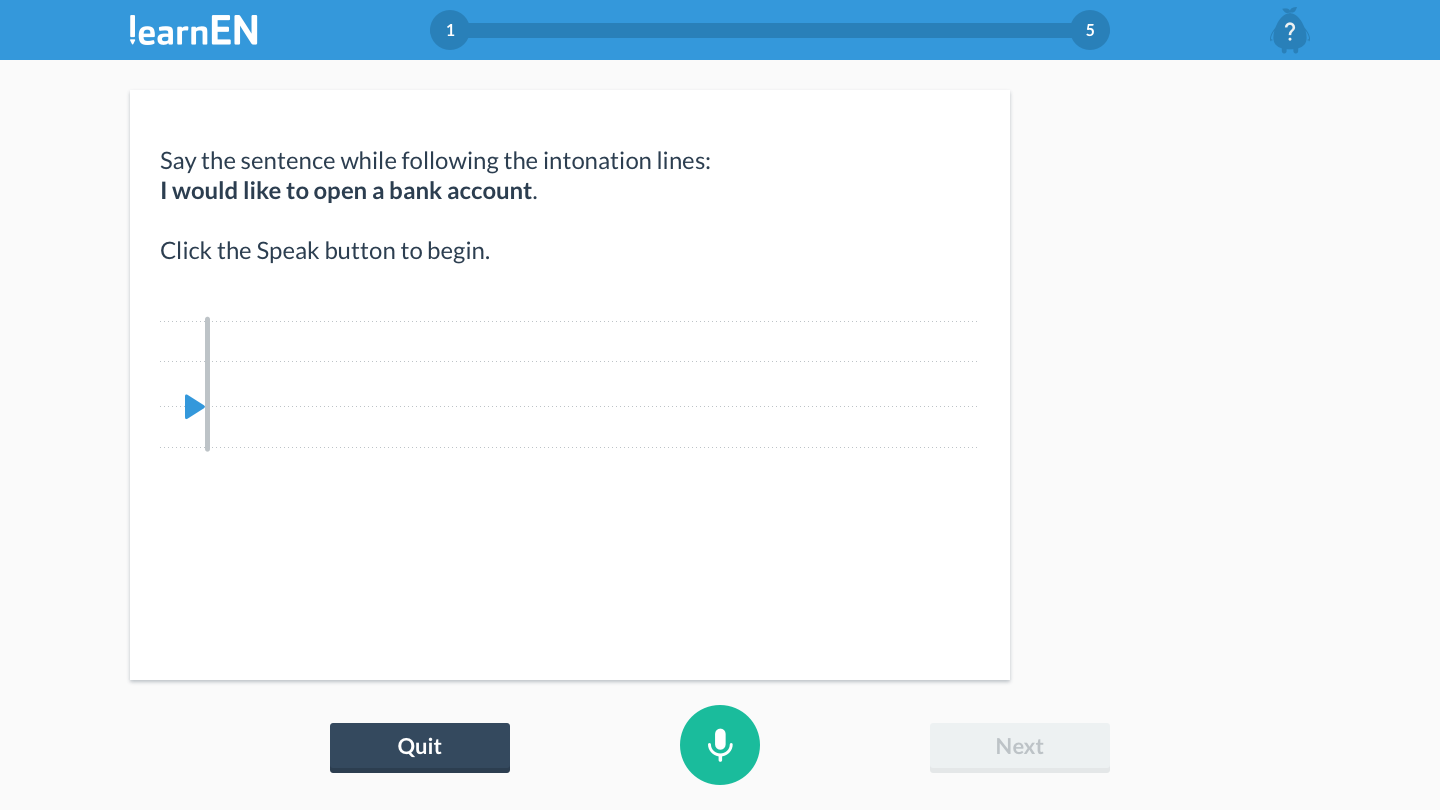 learnEN
1
5
?
Say the sentence while following the intonation lines:
I would like to open a bank account.
Click the Speak button to begin.
Quit
Next